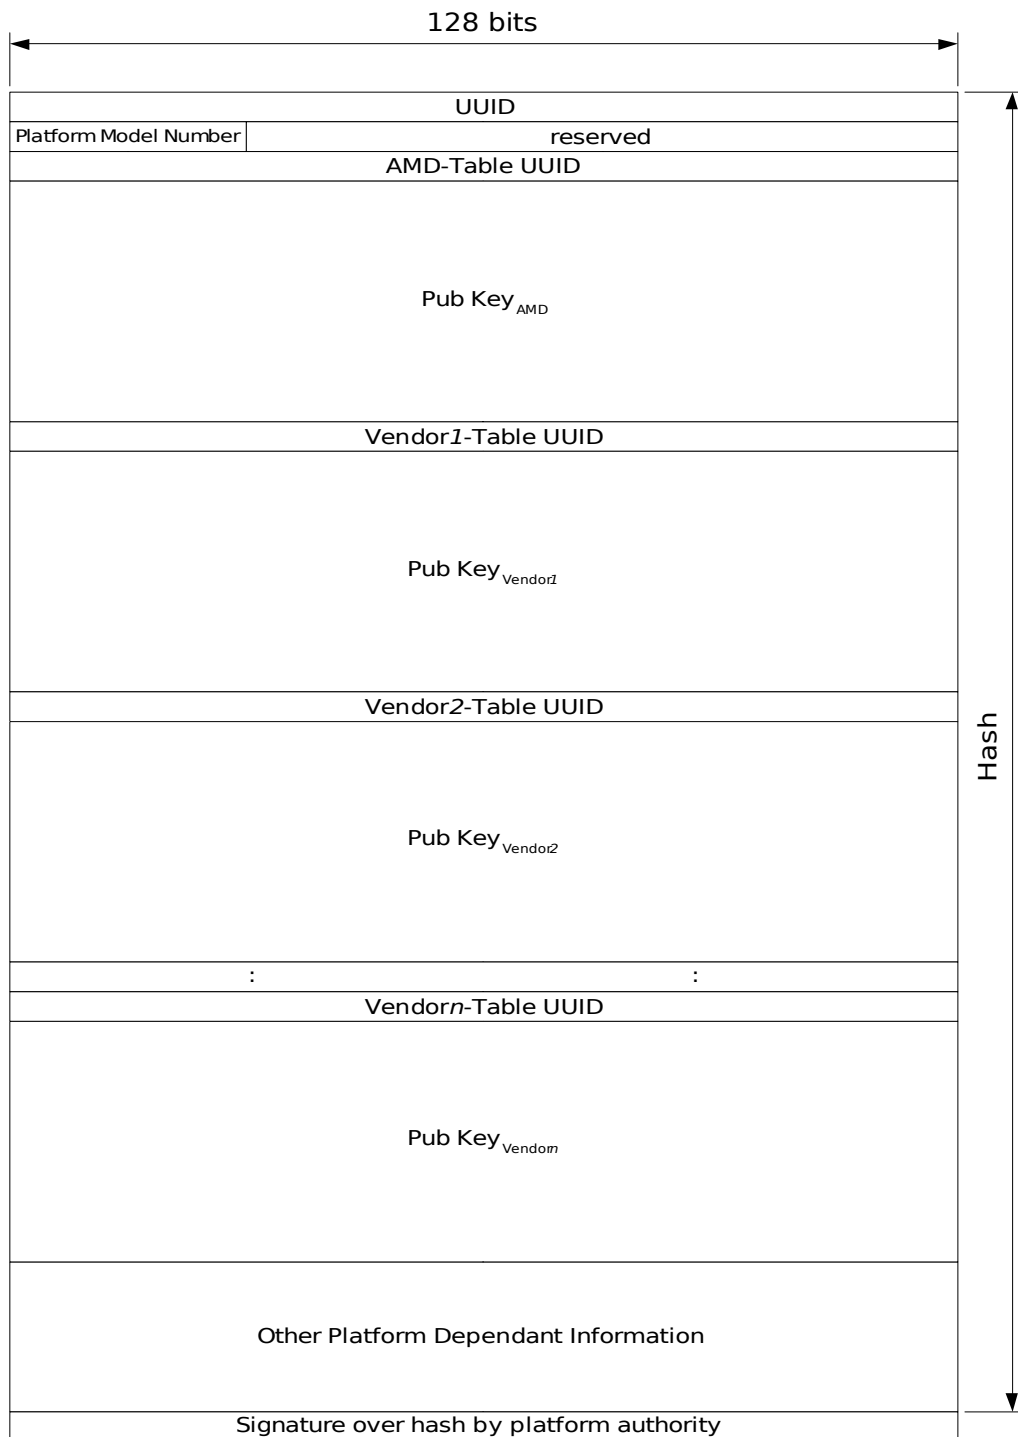 128 bits
UUID
Platform Model Number reserved
AMD-Table UUID
Pub Key AMD
Vendor1-Table UUID
Pub Key Vendor1
Vendor2-Table UUID
Pub Key Vendor2
: :
Vendorn-Table UUID
Pub Key Vendorn
Other Platform Dependant Information
Signature over hash by platform authority
Hash